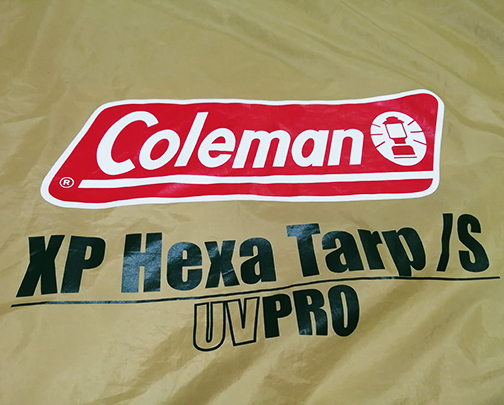 Coleman
®
XP Hexa Tarp /S
UVPRO